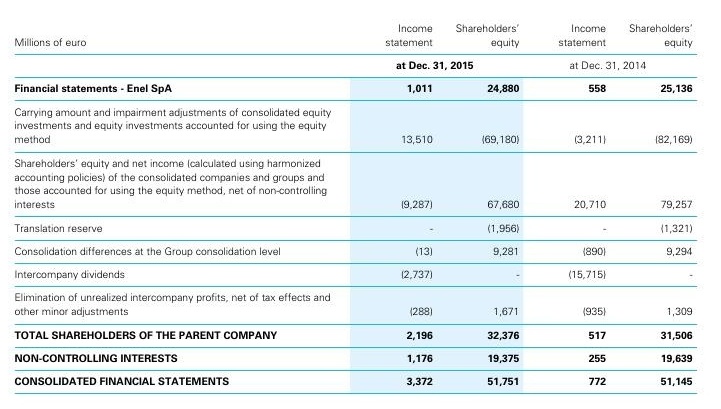 Millions of euro Income statement Shareholders' equity Income statement Shareholders' equity
at Dec. 31, 2015 at Dec. 31, 2014
Financial statements - Enel SpA 1,011 24,880 558 25,136
Carrying amount and impairment adjustments of consolidated equity
investments and equity investments accounted for using the equity
method 13,510 (69,180) (3,211) (82,169)
Shareholders' equity and net income (calculated using harmonized
accounting policies) of the consolidated companies and groups and
those accounted for using the equity method, net of non-controlling
interests (9,287) 67,680 20,710 79,257
Translation reserve - (1,956) - (1,321)
Consolidation differences at the Group consolidation level (13) 9,281 (890) 9,294
Intercompany dividends (2,737) - (15,715) -
Elimination of unrealized intercompany profits, net of tax effects and
other minor adjustments (288) 1,671 (935) 1,309
TOTAL SHAREHOLDERS OF THE PARENT COMPANY 2,196 32,376 517 31,506
NON-CONTROLLING INTERESTS 1,176 19,375 255 19,639
CONSOLIDATED FINANCIAL STATEMENTS 3,372 51,751 772 51,145